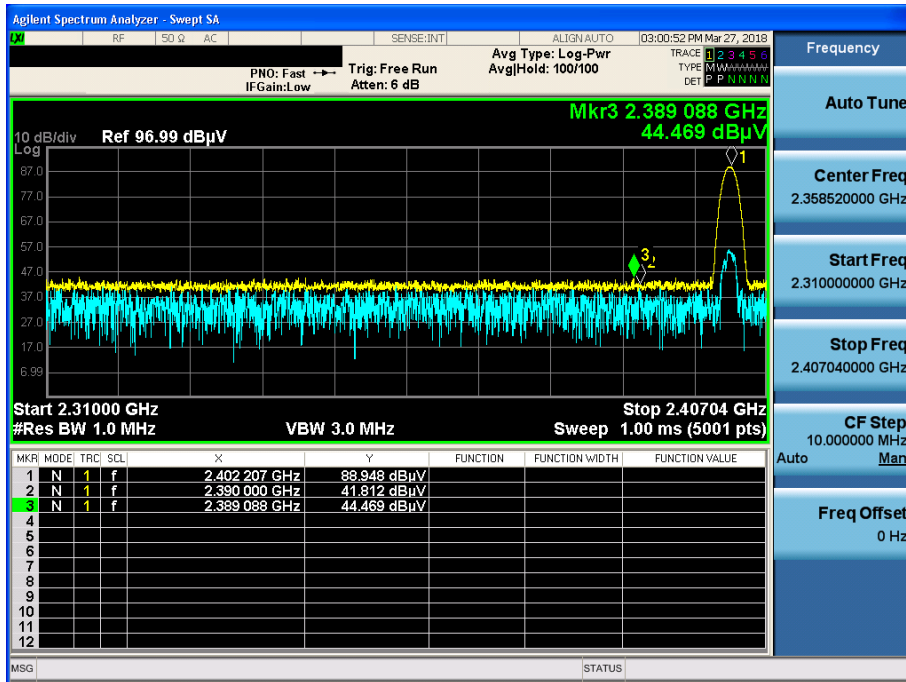 Agilent Spectrum Analyzer - Swept SA
LXI RF 50 Ω AC SENSE:INT ALIGN AUTO 03:00:52 PM Mar 27, 2018
Frequency
PNO: Fast Trig: Free Run Avg Type: Log-Pwr TRACE 1 2 3 4 5 6
IFGain:Low Atten: 6 dB Avg|Hold: 100/100 TYPE MWWWWW
DET P P N N N N
Auto Tune
Mkr3 2.389 088 GHz
10 dB/div Ref 96.99 dBµV 44.469 dBµV
Log
1
87.0
77.0
67.0
57.0
3 2
47.0
37.0
27.0
17.0
6.99
Start 2.31000 GHz Stop 2.40704 GHz
#Res BW 1.0 MHz VBW 3.0 MHz Sweep 1.00 ms (5001 pts)
Center Freq
2.358520000 GHz
Start Freq
2.310000000 GHz
Stop Freq
2.407040000 GHz
CF Step
10.000000 MHz
Auto Man
Freq Offset
0 Hz
MKR MODE TRC SCL X Y FUNCTION FUNCTION WIDTH FUNCTION VALUE
1 N 1 f 2.402 207 GHz 88.948 dBµV
2 N 1 f 2.390 000 GHz 41.812 dBµV
3 N 1 f 2.389 088 GHz 44.469 dBµV
4
5
6
7
8
9
10
11
12
MSG STATUS